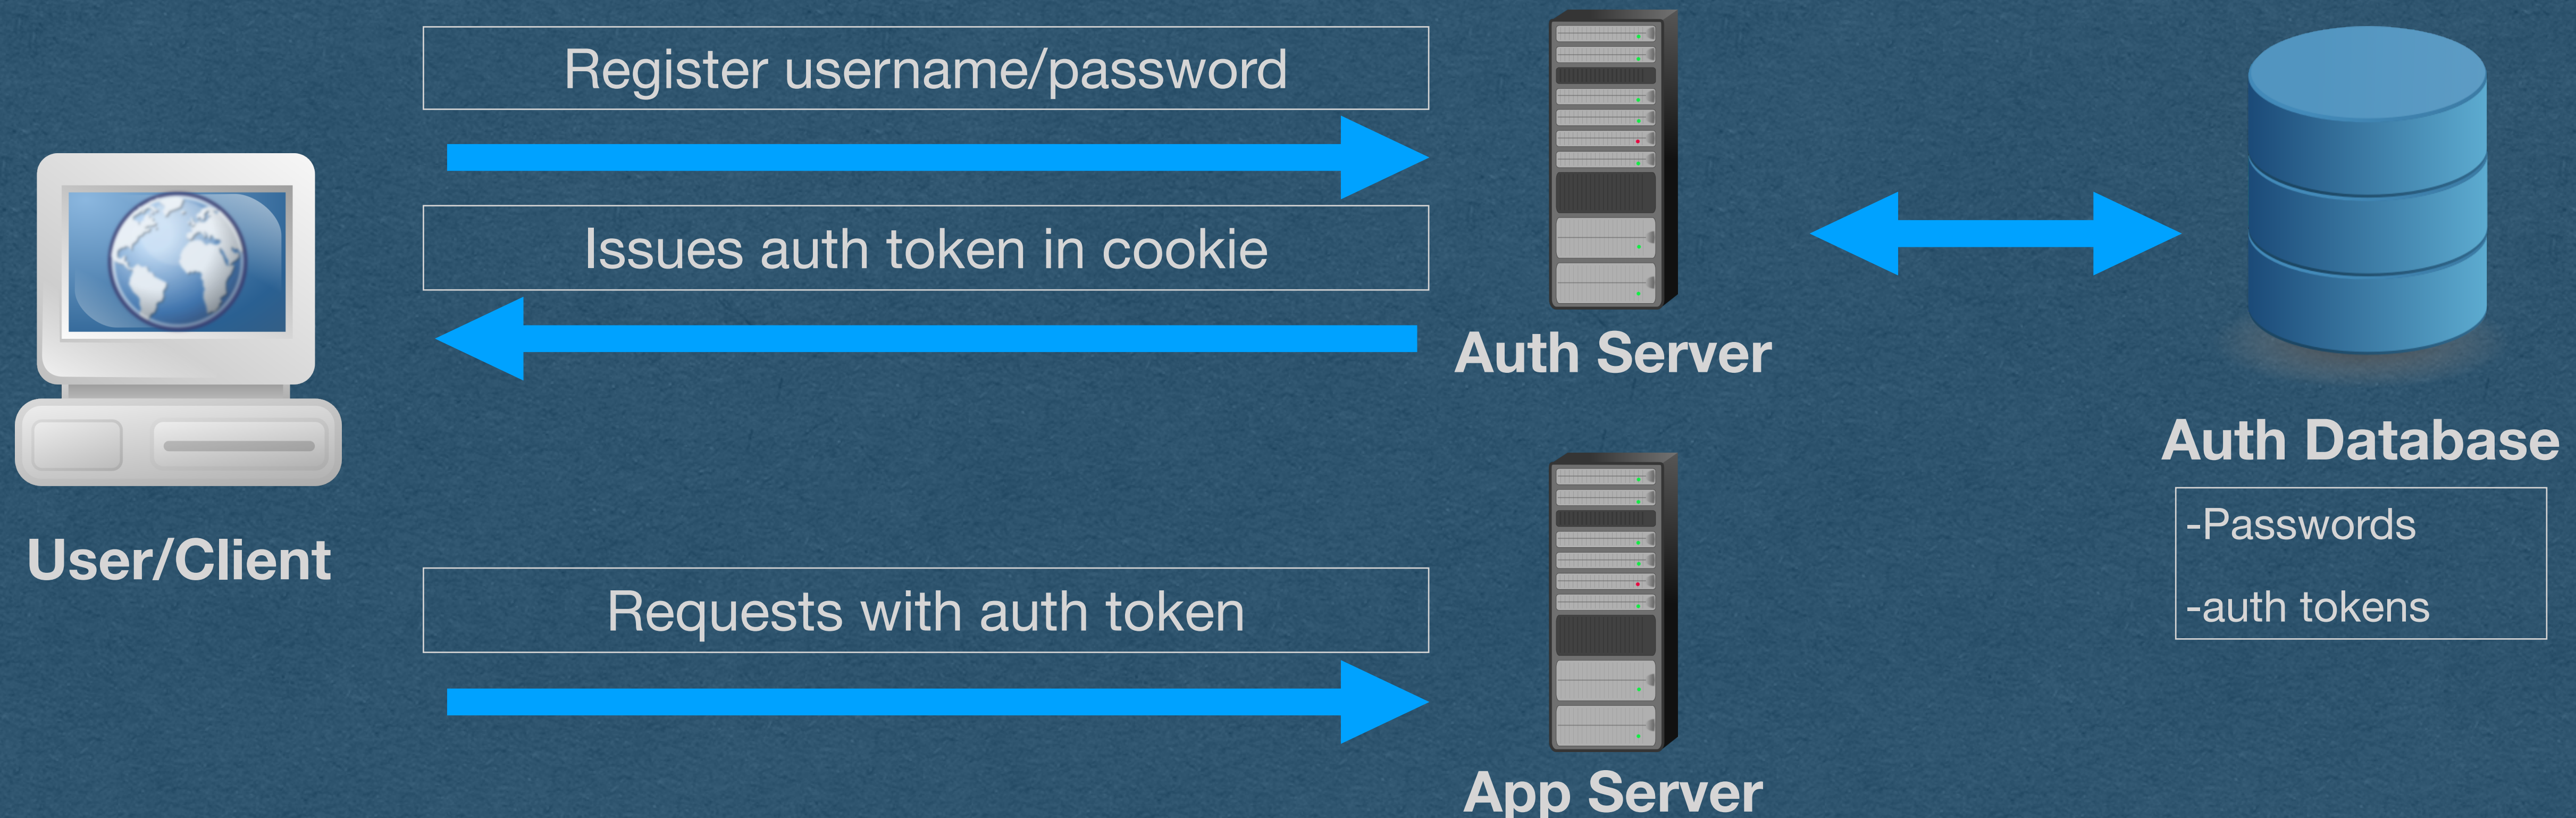 Register username/password
Issues auth token in cookie
Auth Server
User/Client
Requests with auth token
App Server
Auth Database
-Passwords
-auth tokens